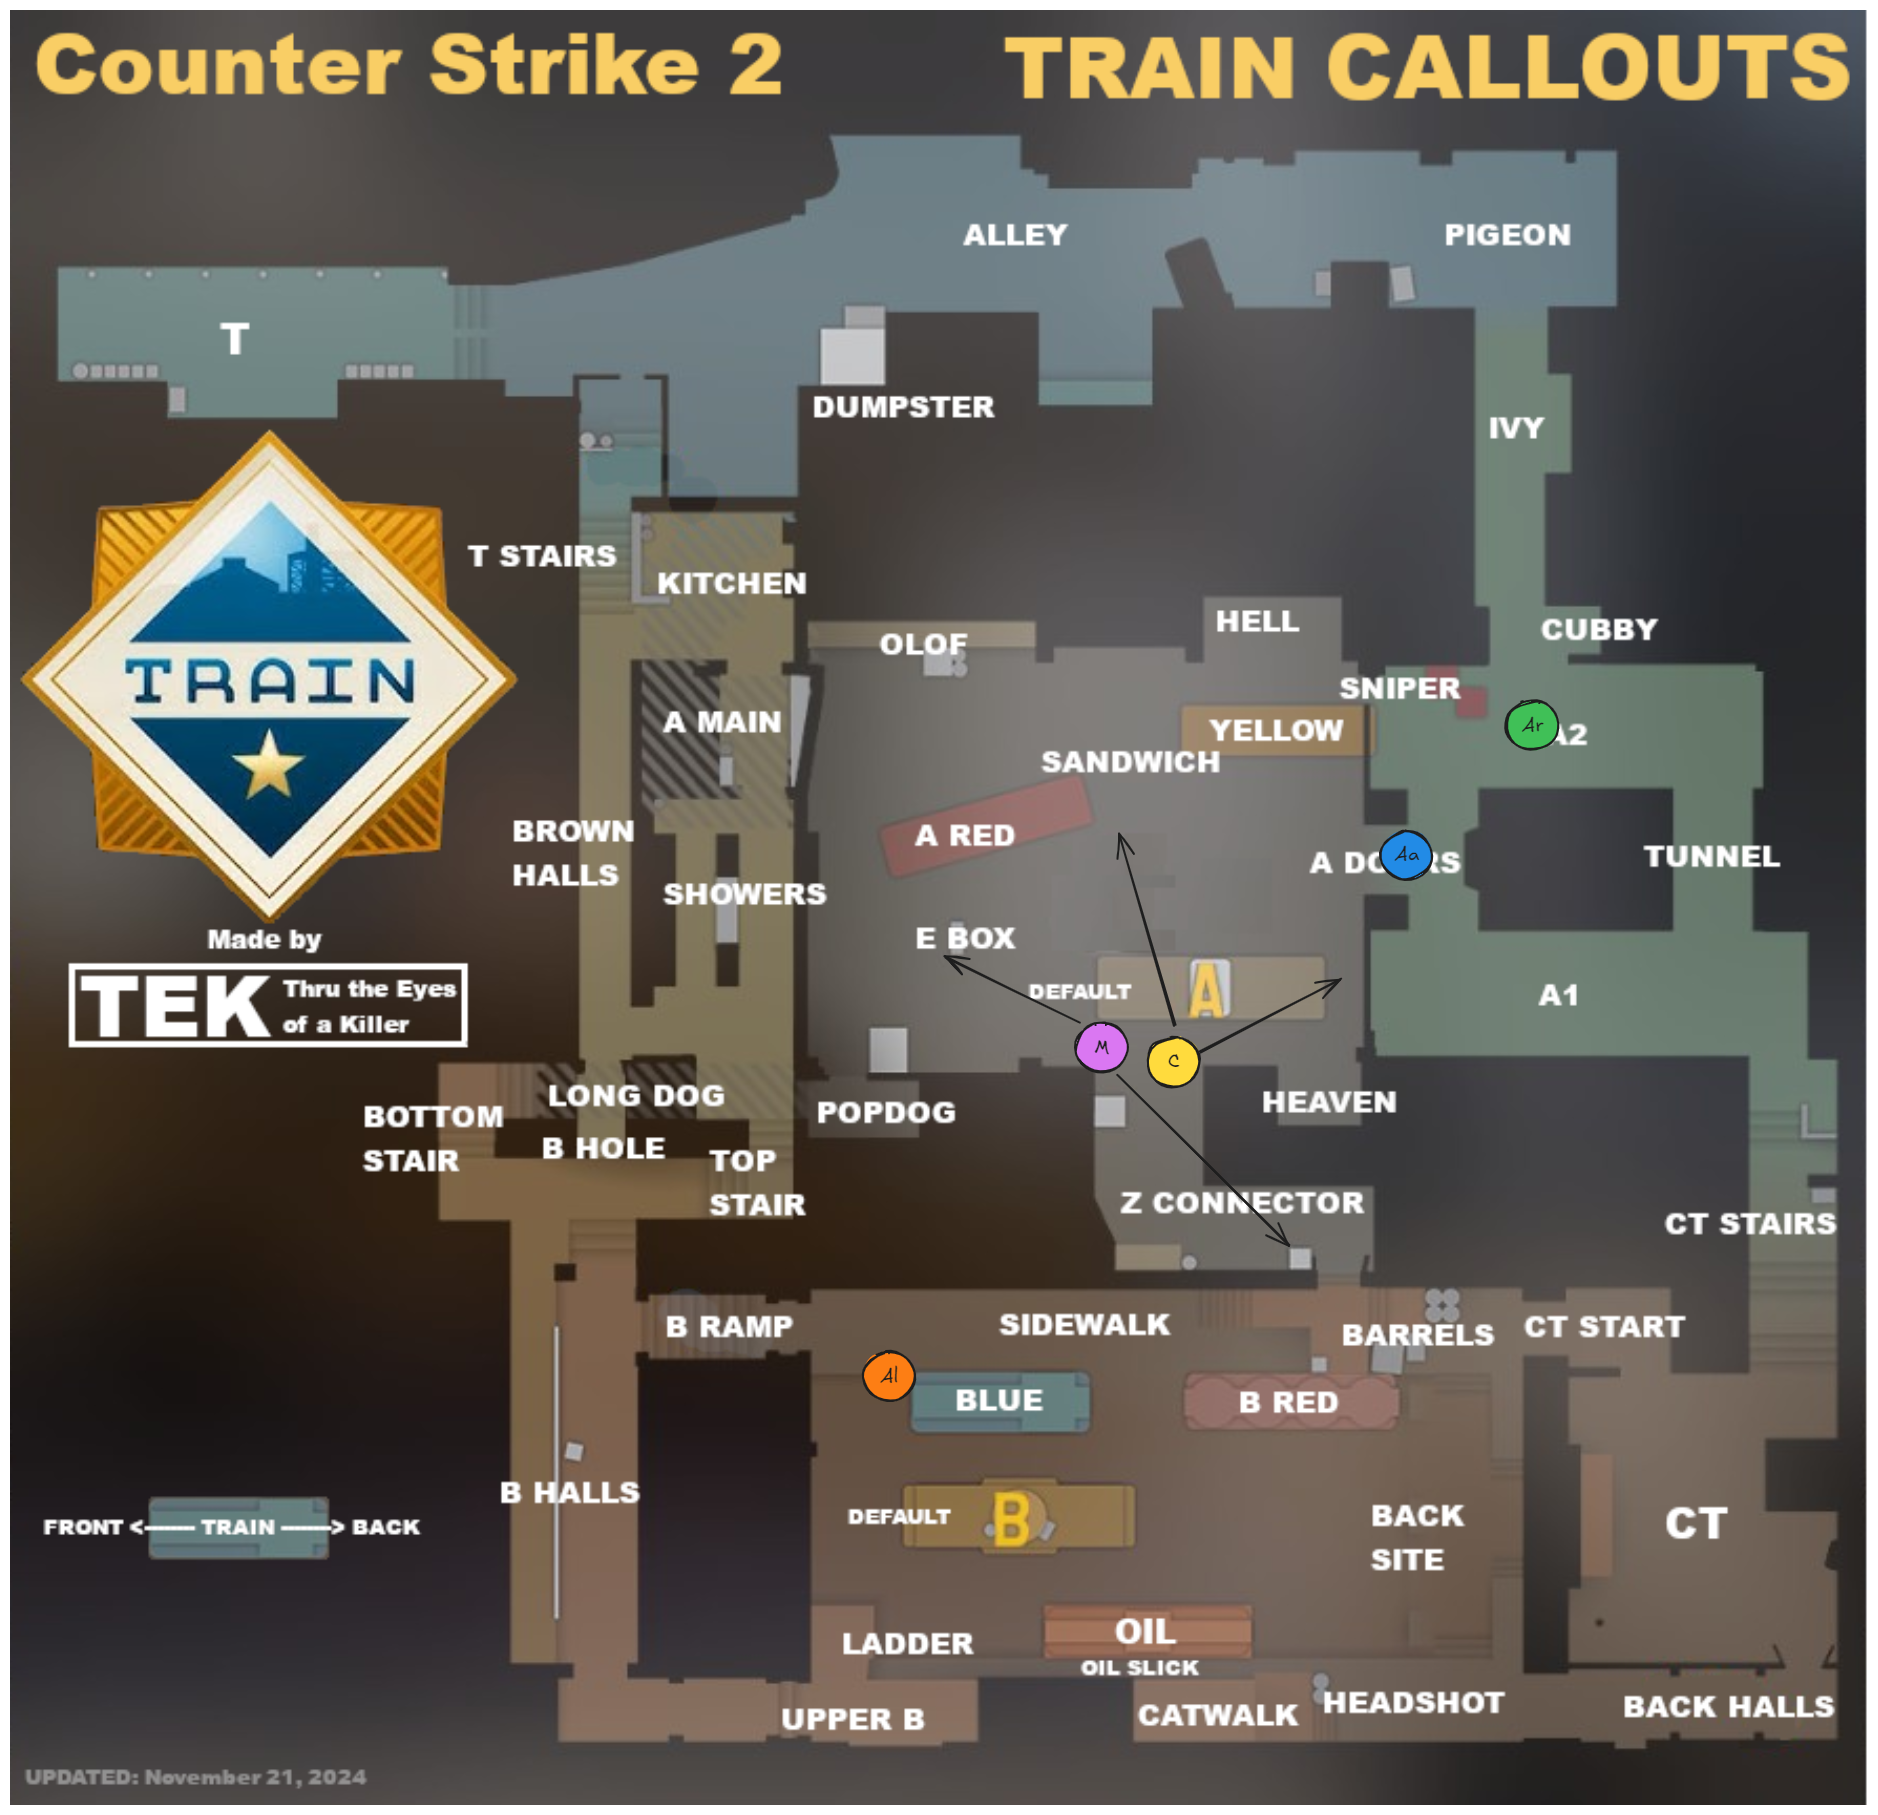 Counter Strike 2
TRAIN CALLOUTS
ALLEY
PIGEON
T
DUMPSTER
IVY
T STAIRS
KITCHEN
HELL
CUBBY
OLOF
TRAIN
SNIPER
A MAIN
YELLOW
Ar
A2
SANDWICH
BROWN
HALLS
A RED
A DOORS
Aa
TUNNEL
SHOWERS
Made by
TEK
Thru the Eyes
of a Killer
E BOX
DEFAULT
A
A1
M
C
LONG DOG
POPDOG
HEAVEN
BOTTOM
STAIR
B HOLE
TOP
STAIR
Z CONNECTOR
CT STAIRS
B RAMP
SIDEWALK
BARRELS
CT START
Al
BLUE
B RED
B HALLS
DEFAULT
B
BACK
SITE
CT
FRONT <—— TRAIN ——> BACK
LADDER
OIL
OIL SLICK
UPPER B
CATWALK
HEADSHOT
BACK HALLS
UPDATED: November 21, 2024